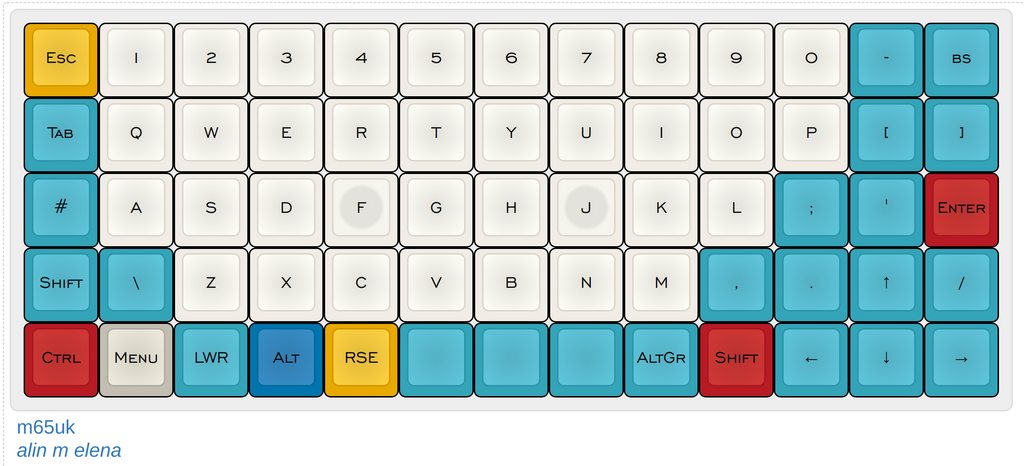 Esc 1 2 3 4 5 6 7 8 9 0 - BS
Tab Q W E R T Y U I O P [ ]
# A S D F G H J K L ; ' Enter
Shift \ Z X C V B N M , . ↑ /
Ctrl Menu LWR Alt RSE AltGr Shift ← ↓ →
m65uk
alin m elena